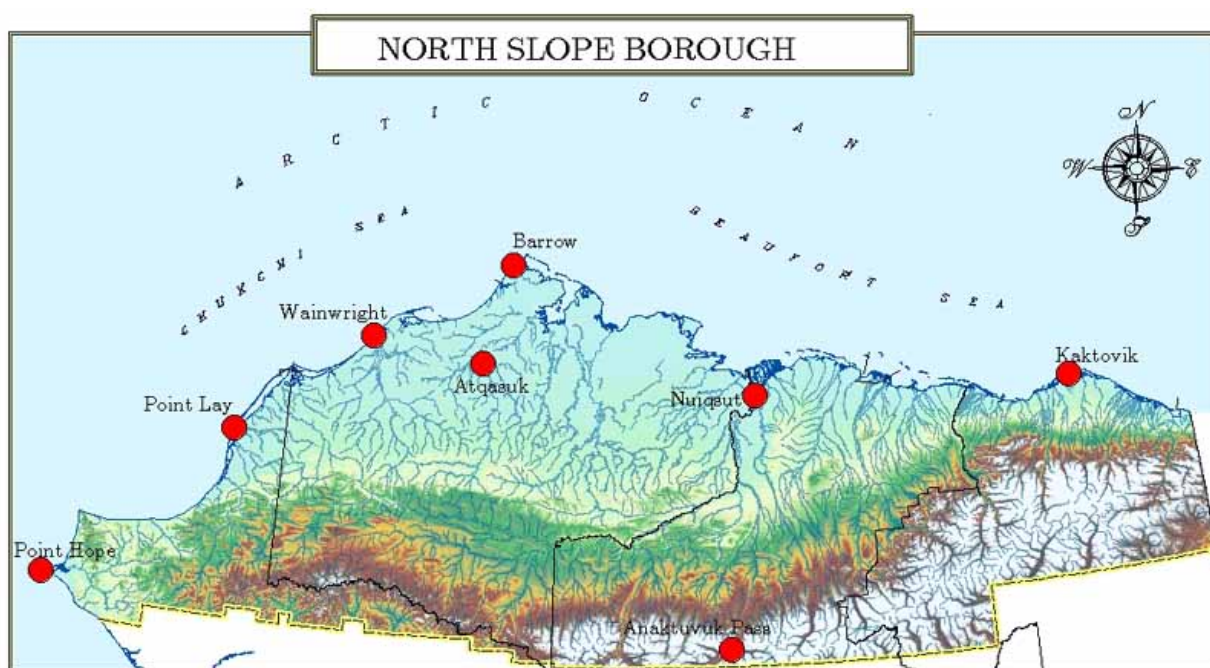 NORTH SLOPE BOROUGH
ARCTIC OCEAN
N
W E
S
CHUKCHI SEA
BEAUFORT SEA
Barrow
Wainwright
Kaktovik
Atqasuk
Nuiqsut
Point Lay
Point Hope
Anaktuvuk Pass